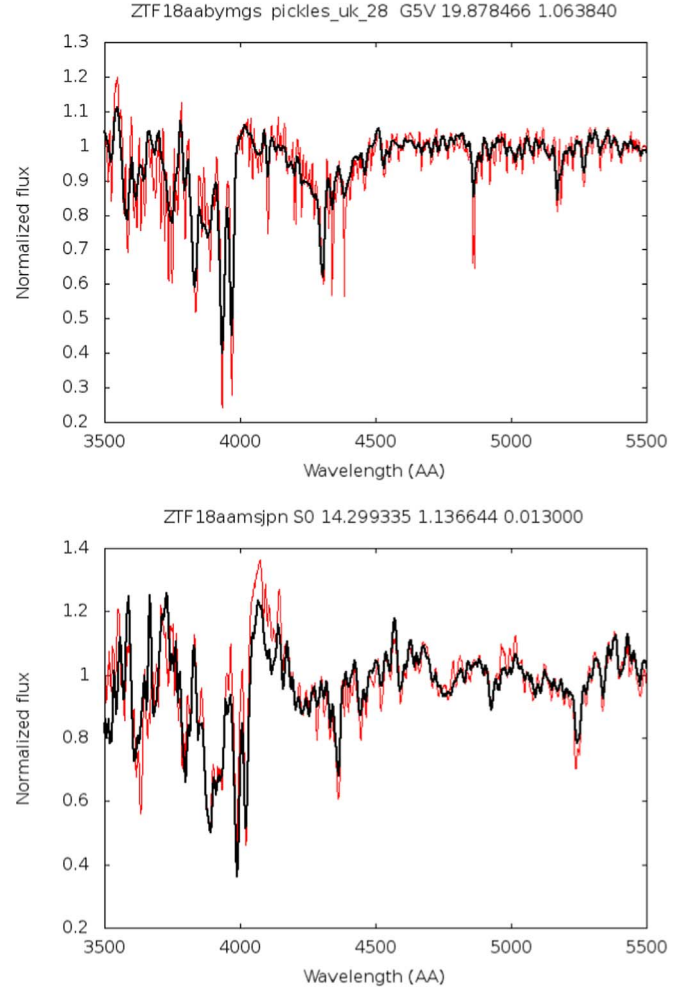 ZTF18aabymgs pickles_uk_28 G5V 19.878466 1.063840
1.3
1.2
1.1
1
0.9
0.8
0.7
0.6
0.5
0.4
0.3
0.2
Normalized flux
3500 4000 4500 5000 5500
Wavelength (AA)
ZTF18aamsjpn S0 14.299335 1.136644 0.013000
1.4
1.2
1
0.8
0.6
0.4
0.2
Normalized flux
3500 4000 4500 5000 5500
Wavelength (AA)